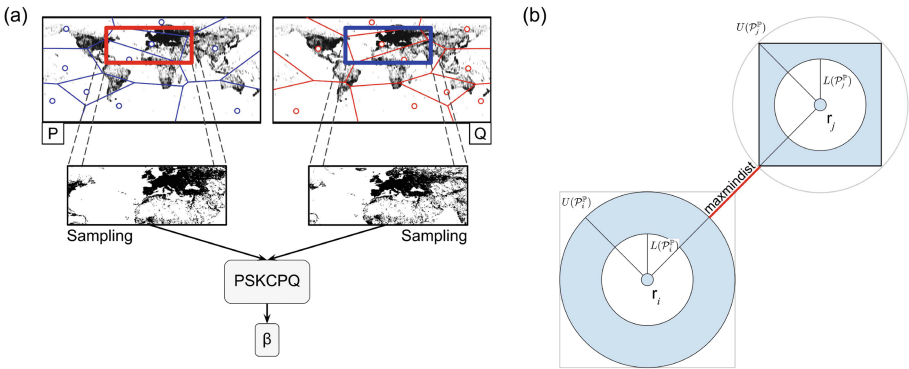 (a)
P
Q
Sampling
Sampling
PSKCPQ
β
(b)
U(𝒫ⱼᴾ)
L(𝒫ⱼᴾ)
rⱼ
maxmindist
U(𝒫ᵢᴾ)
L(𝒫ᵢᴾ)
rᵢ